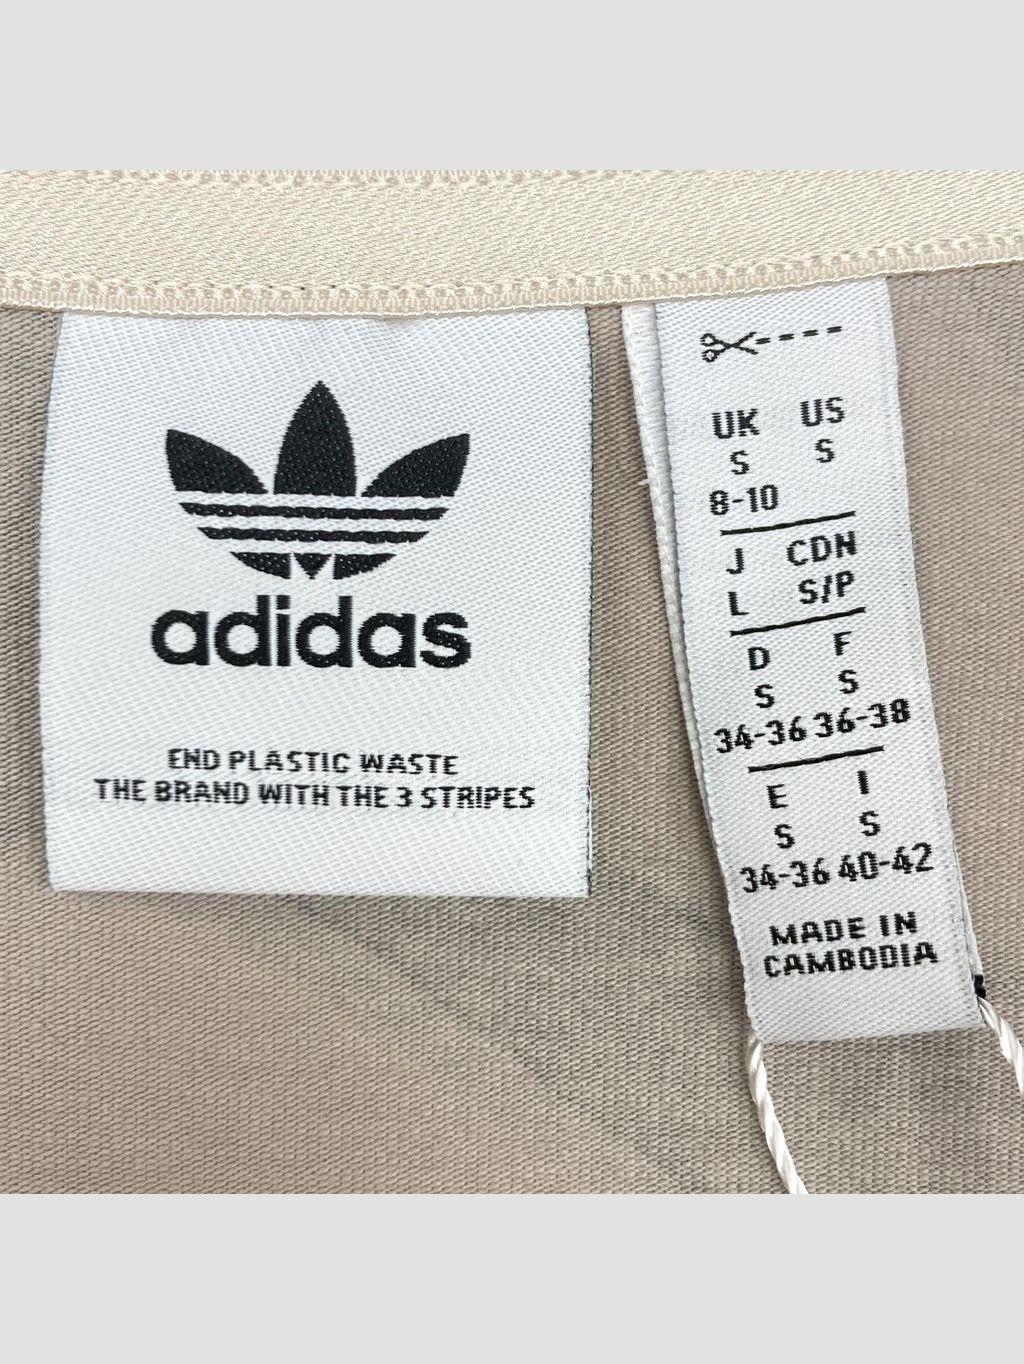 adidas
END PLASTIC WASTE
THE BRAND WITH THE 3 STRIPES
UK US
S S
8-10
J CDN
L S/P
D F
S S
34-36 36-38
E I
S S
34-36 40-42
MADE IN
CAMBODIA